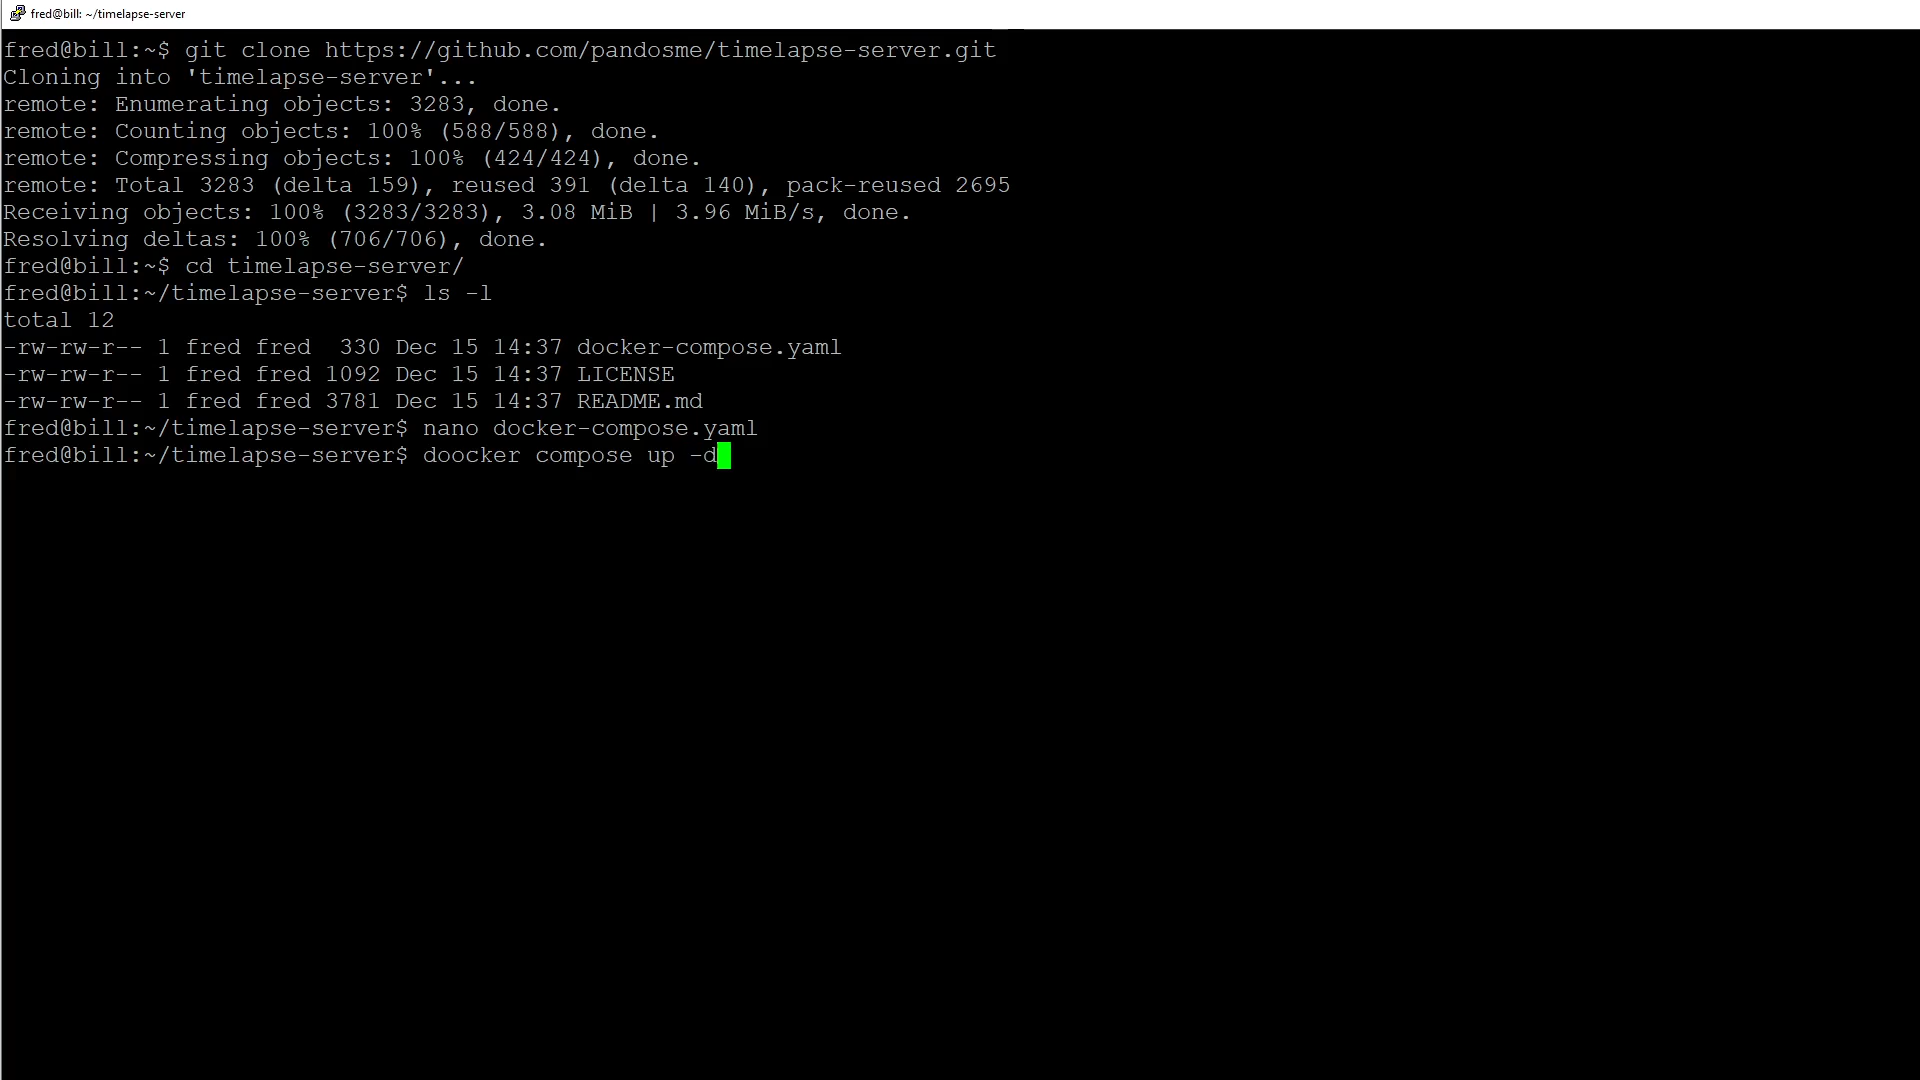 fred@bill: ~/timelapse-server
fred@bill:~$ git clone https://github.com/pandosme/timelapse-server.git
Cloning into 'timelapse-server'...
remote: Enumerating objects: 3283, done.
remote: Counting objects: 100% (588/588), done.
remote: Compressing objects: 100% (424/424), done.
remote: Total 3283 (delta 159), reused 391 (delta 140), pack-reused 2695
Receiving objects: 100% (3283/3283), 3.08 MiB | 3.96 MiB/s, done.
Resolving deltas: 100% (706/706), done.
fred@bill:~$ cd timelapse-server/
fred@bill:~/timelapse-server$ ls -l
total 12
-rw-rw-r-- 1 fred fred  330 Dec 15 14:37 docker-compose.yaml
-rw-rw-r-- 1 fred fred 1092 Dec 15 14:37 LICENSE
-rw-rw-r-- 1 fred fred 3781 Dec 15 14:37 README.md
fred@bill:~/timelapse-server$ nano docker-compose.yaml
fred@bill:~/timelapse-server$ doocker compose up -d